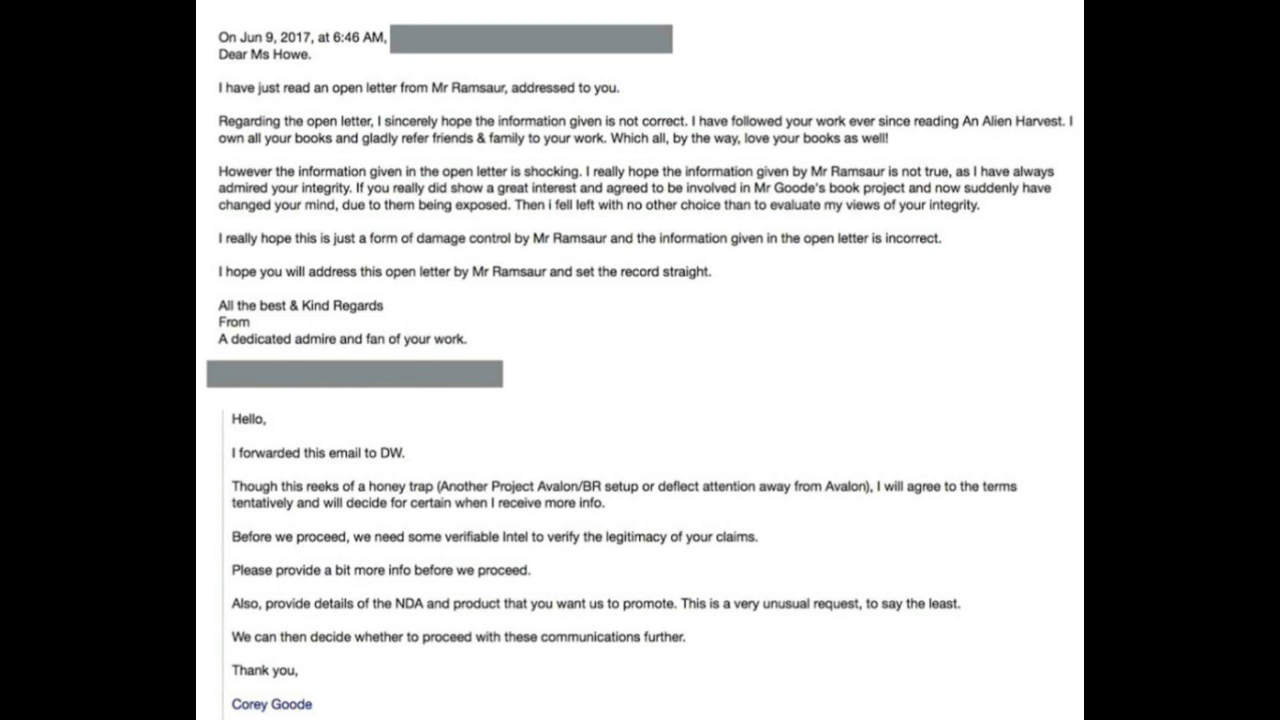 On Jun 9, 2017, at 6:46 AM,
Dear Ms Howe.
I have just read an open letter from Mr Ramsaur, addressed to you.
Regarding the open letter, I sincerely hope the information given is not correct. I have followed your work ever since reading An Alien Harvest. I
own all your books and gladly refer friends & family to your work. Which all, by the way, love your books as well!
However the information given in the open letter is shocking. I really hope the information given by Mr Ramsaur is not true, as I have always
admired your integrity. If you really did show a great interest and agreed to be involved in Mr Goode's book project and now suddenly have
changed your mind, due to them being exposed. Then i fell left with no other choice than to evaluate my views of your integrity.
I really hope this is just a form of damage control by Mr Ramsaur and the information given in the open letter is incorrect.
I hope you will address this open letter by Mr Ramsaur and set the record straight.
All the best & Kind Regards
From
A dedicated admire and fan of your work.
Hello,
I forwarded this email to DW.
Though this reeks of a honey trap (Another Project Avalon/BR setup or deflect attention away from Avalon), I will agree to the terms
tentatively and will decide for certain when I receive more info.
Before we proceed, we need some verifiable Intel to verify the legitimacy of your claims.
Please provide a bit more info before we proceed.
Also, provide details of the NDA and product that you want us to promote. This is a very unusual request, to say the least.
We can then decide whether to proceed with these communications further.
Thank you,
Corey Goode